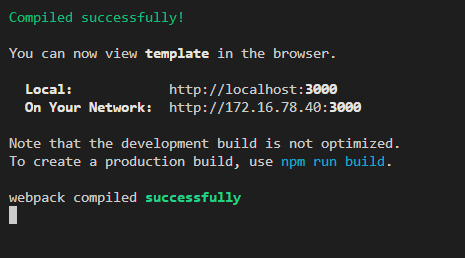 Compiled successfully!
You can now view template in the browser.
Local: http://localhost:3000
On Your Network: http://172.16.78.40:3000
Note that the development build is not optimized.
To create a production build, use npm run build.
webpack compiled successfully